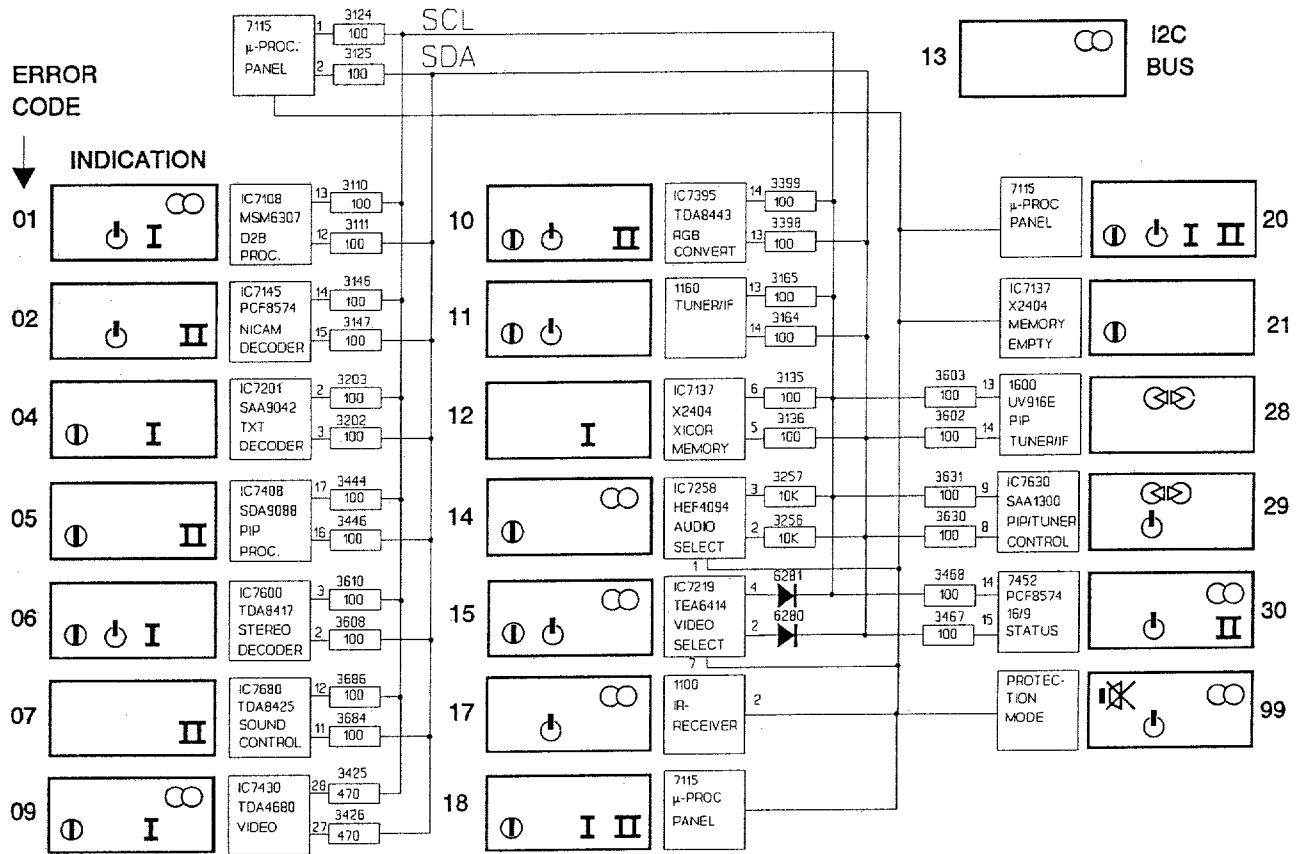 7115
μ-PROC.
PANEL
1
3124
100
2
3125
100
SCL
SDA
13
I2C
BUS
ERROR
CODE
INDICATION
01
I
IC7108
MSM6307
D2B
PROC.
13
3110
100
12
3111
100
02
II
IC7145
PCF8574
NICAM
DECODER
14
3146
100
15
3147
100
04
I
IC7201
SAA9042
TXT
DECODER
2
3203
100
3
3202
100
05
II
IC7408
SDA9088
PIP
PROC.
17
3444
100
16
3446
100
06
I
IC7600
TDA8417
STEREO
DECODER
3
3610
100
2
3608
100
07
II
IC7680
TDA8425
SOUND
CONTROL
12
3686
100
11
3684
100
09
I
IC7430
TDA4680
VIDEO
28
3425
470
27
3426
470
10
II
IC7395
TDA8443
RGB
CONVERT
14
3399
100
13
3398
100
11
1160
TUNER/IF
13
3165
100
14
3164
100
12
I
IC7137
X2404
XICOR
MEMORY
6
3135
100
5
3136
100
14
IC7258
HEF4094
AUDIO
SELECT
3
3257
10K
2
3256
10K
1
15
IC7219
TEA6414
VIDEO
SELECT
4
6281
2
6280
7
17
1100
IR-
RECEIVER
2
18
I II
7115
μ-PROC
PANEL
7115
μ-PROC
PANEL
I II
20
IC7137
X2404
MEMORY
EMPTY
21
3603
100
13
3602
100
14
1600
UV916E
PIP
TUNER/IF
28
3631
100
9
3630
100
8
IC7630
SAA1300
PIP/TUNER
CONTROL
29
3468
100
14
3467
100
15
7452
PCF8574
16/9
STATUS
II
30
PROTEC-
TION
MODE
99